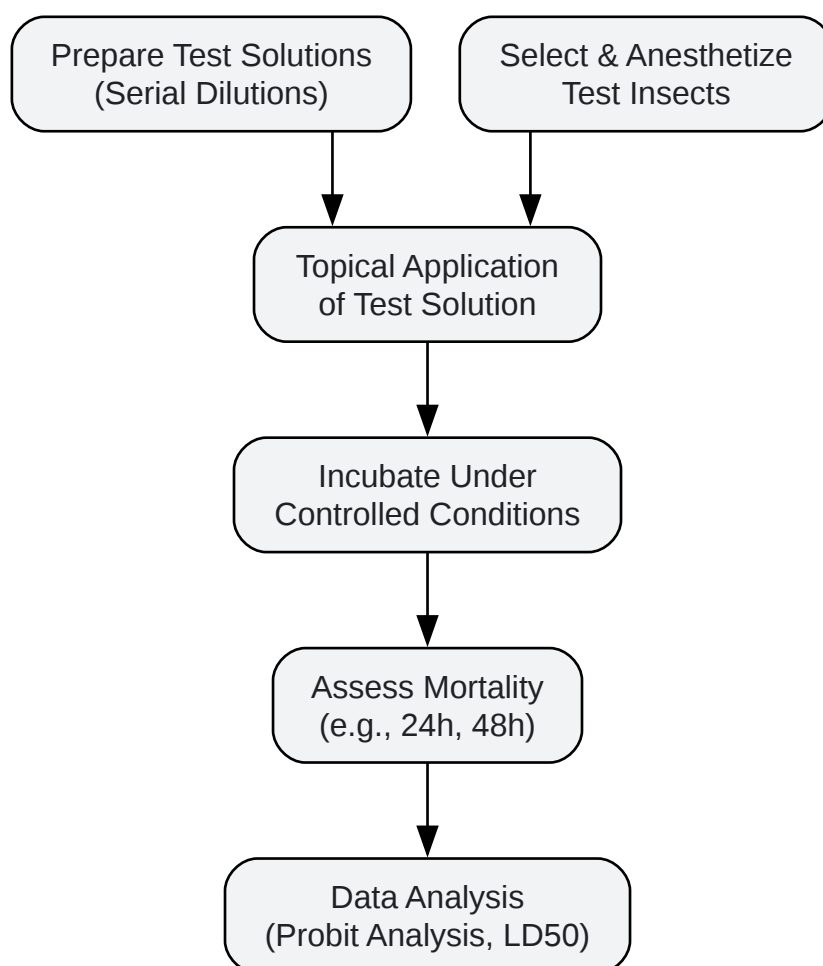 Prepare Test Solutions
(Serial Dilutions)
Select & Anesthetize
Test Insects
Topical Application
of Test Solution
Incubate Under
Controlled Conditions
Assess Mortality
(e.g., 24h, 48h)
Data Analysis
(Probit Analysis, LD50)